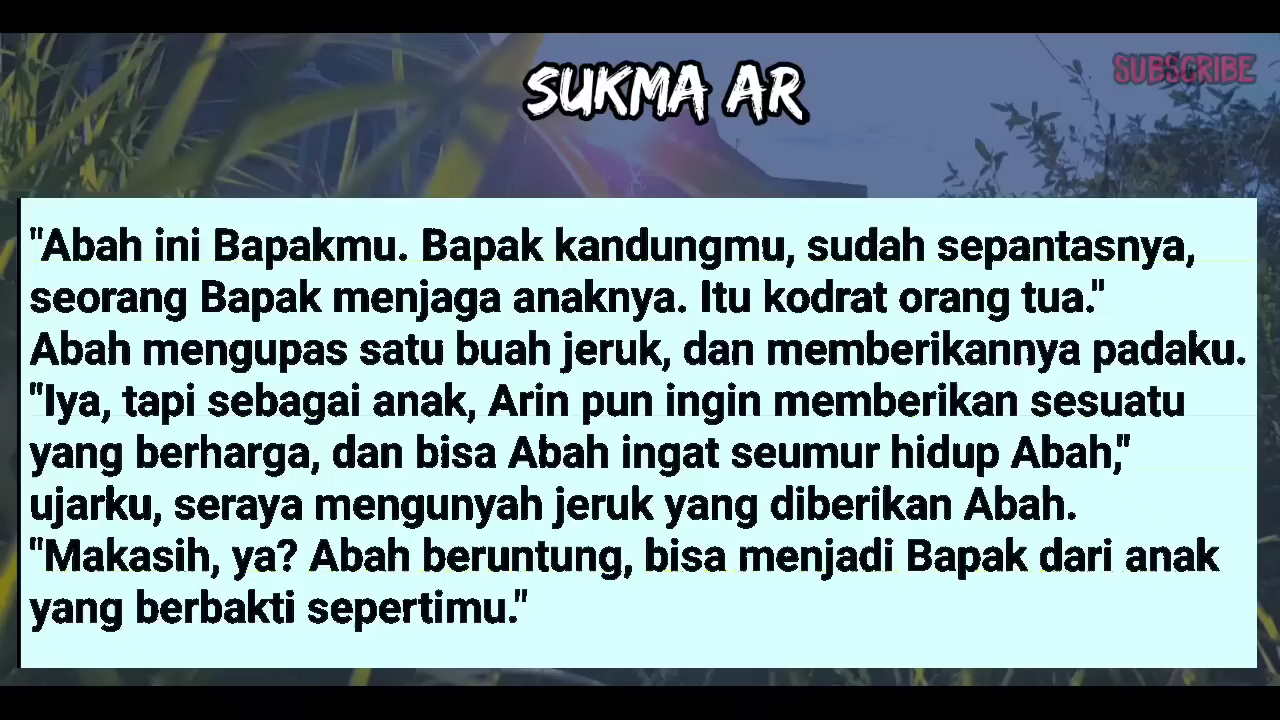 SUKMA AR
SUBSCRIBE
"Abah ini Bapakmu. Bapak kandungmu, sudah sepantasnya,
seorang Bapak menjaga anaknya. Itu kodrat orang tua."
Abah mengupas satu buah jeruk, dan memberikannya padaku.
"Iya, tapi sebagai anak, Arin pun ingin memberikan sesuatu
yang berharga, dan bisa Abah ingat seumur hidup Abah,"
ujarku, seraya mengunyah jeruk yang diberikan Abah.
"Makasih, ya? Abah beruntung, bisa menjadi Bapak dari anak
yang berbakti sepertimu."